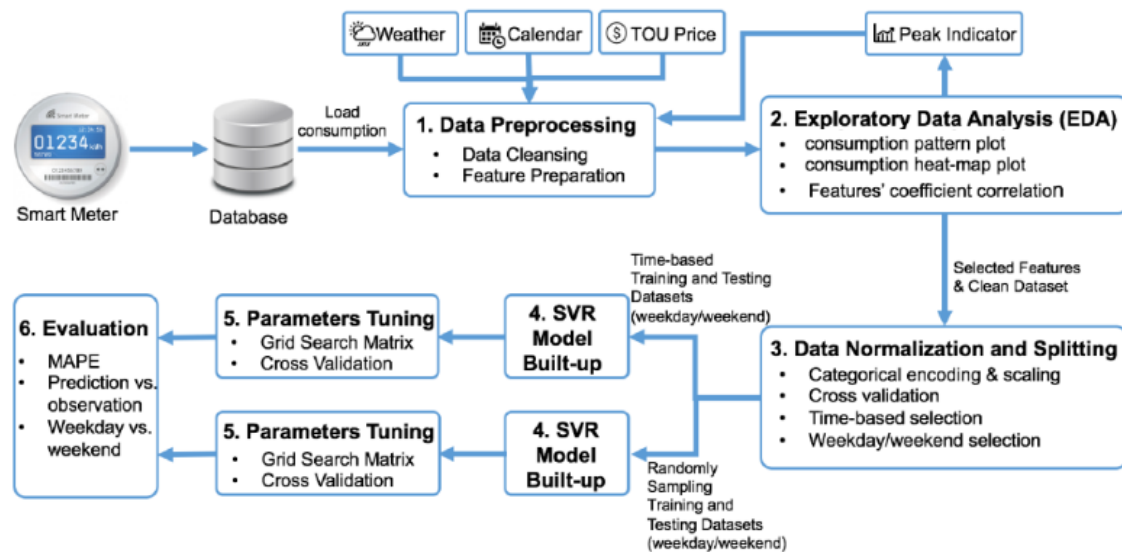 Weather
Calendar
TOU Price
Peak Indicator
Smart Meter
01234 kWh
Smart Meter
Database
Load
consumption
1. Data Preprocessing
• Data Cleansing
• Feature Preparation
2. Exploratory Data Analysis (EDA)
• consumption pattern plot
• consumption heat-map plot
• Features' coefficient correlation
Selected Features
& Clean Dataset
3. Data Normalization and Splitting
• Categorical encoding & scaling
• Cross validation
• Time-based selection
• Weekday/weekend selection
Time-based
Training and Testing
Datasets
(weekday/weekend)
4. SVR
Model
Built-up
5. Parameters Tuning
• Grid Search Matrix
• Cross Validation
Randomly
Sampling
Training and
Testing Datasets
(weekday/weekend)
4. SVR
Model
Built-up
5. Parameters Tuning
• Grid Search Matrix
• Cross Validation
6. Evaluation
• MAPE
• Prediction vs.
observation
• Weekday vs.
weekend